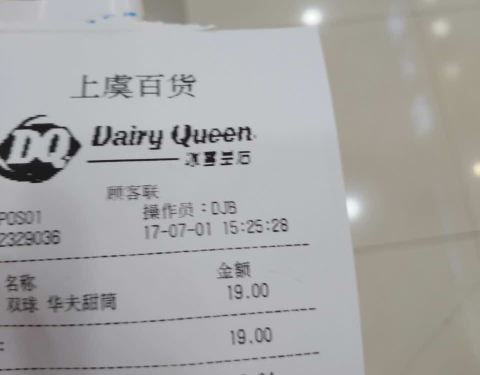 上虞百货
DQ Dairy Queen.
冰雪皇后
顾客联
POS01 操作员：DJB
2329036 17-07-01 15:25:28
名称 金额
双球 华夫甜筒 19.00
: 19.00